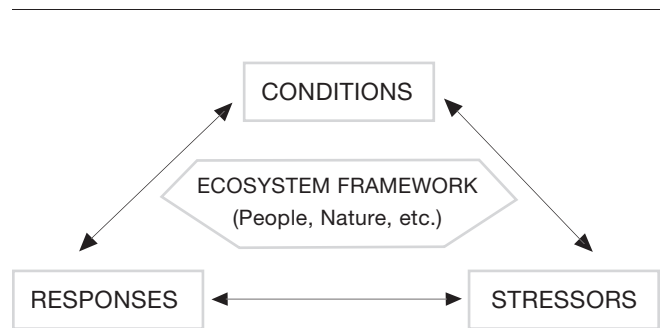 CONDITIONS
ECOSYSTEM FRAMEWORK
(People, Nature, etc.)
RESPONSES
STRESSORS